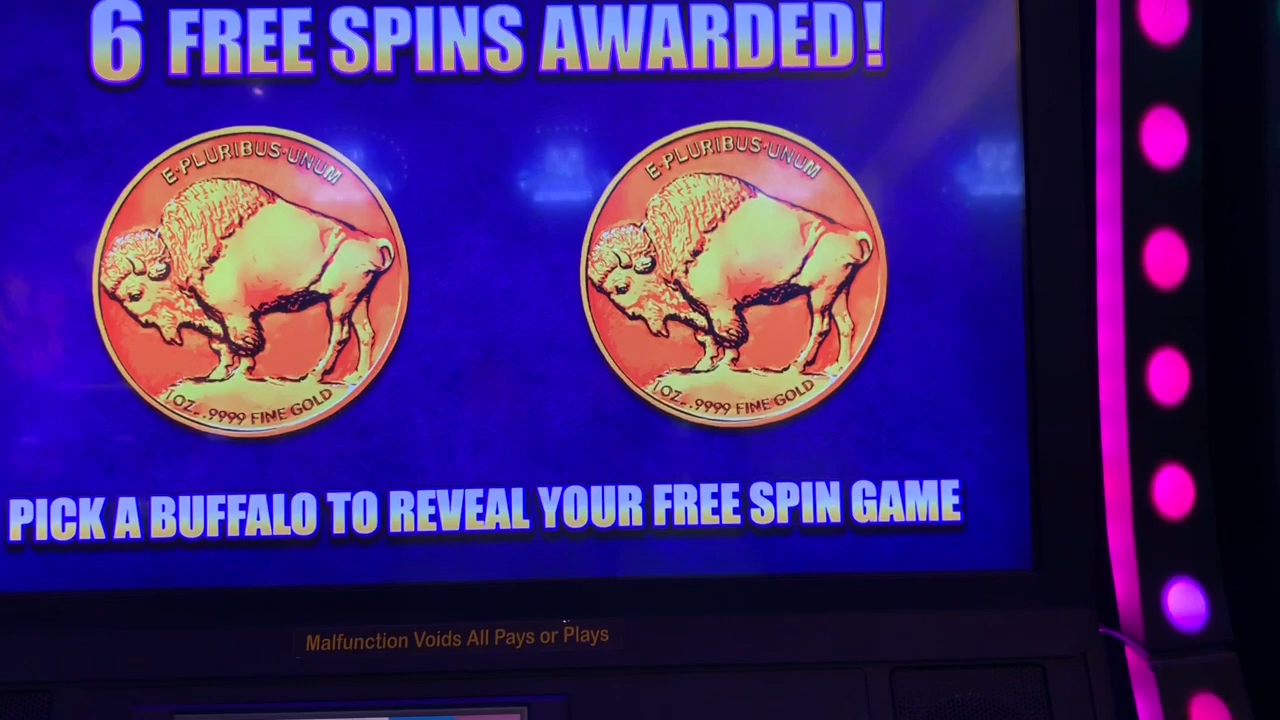 6 FREE SPINS AWARDED!
E·PLURIBUS·UNUM
1 OZ. .9999 FINE GOLD
E·PLURIBUS·UNUM
1 OZ. .9999 FINE GOLD
PICK A BUFFALO TO REVEAL YOUR FREE SPIN GAME
Malfunction Voids All Pays or Plays